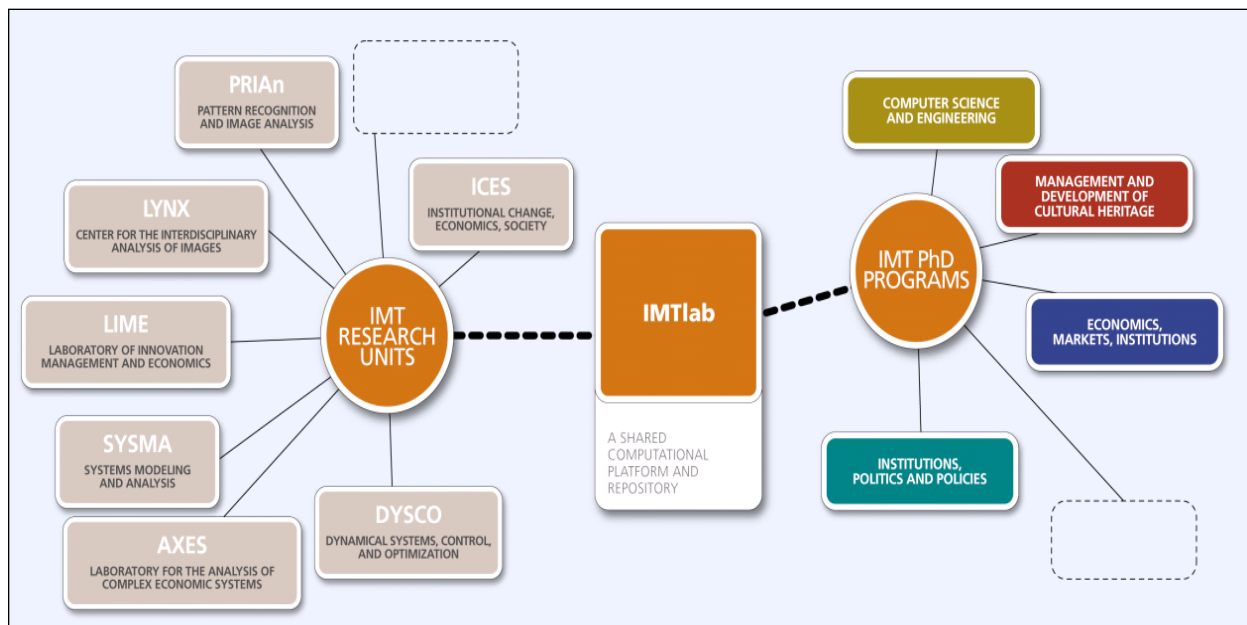 PRIAn
PATTERN RECOGNITION
AND IMAGE ANALYSIS
ICES
INSTITUTIONAL CHANGE,
ECONOMICS, SOCIETY
LYNX
CENTER FOR THE INTERDISCIPLINARY
ANALYSIS OF IMAGES
LIME
LABORATORY OF INNOVATION
MANAGEMENT AND ECONOMICS
IMT
RESEARCH
UNITS
SYSMA
SYSTEMS MODELING
AND ANALYSIS
AXES
LABORATORY FOR THE ANALYSIS OF
COMPLEX ECONOMIC SYSTEMS
DYSCO
DYNAMICAL SYSTEMS, CONTROL,
AND OPTIMIZATION
IMTlab
A SHARED
COMPUTATIONAL
PLATFORM AND
REPOSITORY
COMPUTER SCIENCE
AND ENGINEERING
MANAGEMENT AND
DEVELOPMENT OF
CULTURAL HERITAGE
IMT PhD
PROGRAMS
ECONOMICS,
MARKETS, INSTITUTIONS
INSTITUTIONS,
POLITICS AND POLICIES